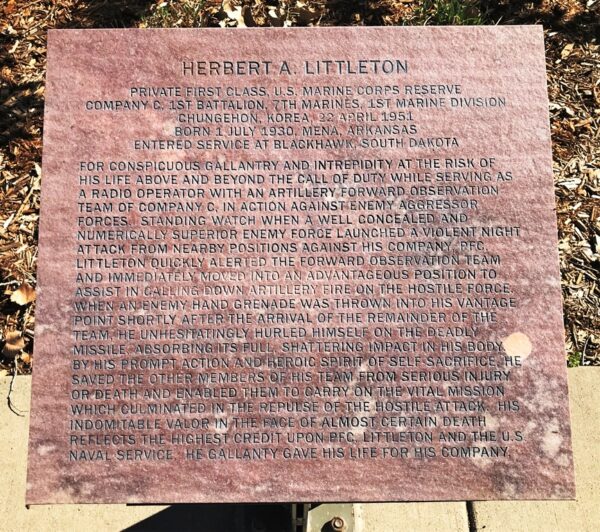 HERBERT A. LITTLETON
PRIVATE FIRST CLASS, U.S. MARINE CORPS RESERVE
COMPANY C, 1ST BATTALION, 7TH MARINES, 1ST MARINE DIVISION
CHUNGEHON, KOREA, 22 APRIL 1951
BORN 1 JULY 1930, MENA, ARKANSAS
ENTERED SERVICE AT BLACKHAWK, SOUTH DAKOTA
FOR CONSPICUOUS GALLANTRY AND INTREPIDITY AT THE RISK OF
HIS LIFE ABOVE AND BEYOND THE CALL OF DUTY WHILE SERVING AS
A RADIO OPERATOR WITH AN ARTILLERY FORWARD OBSERVATION
TEAM OF COMPANY C, IN ACTION AGAINST ENEMY AGGRESSOR
FORCES. STANDING WATCH WHEN A WELL CONCEALED AND
NUMERICALLY SUPERIOR ENEMY FORCE LAUNCHED A VIOLENT NIGHT
ATTACK FROM NEARBY POSITIONS AGAINST HIS COMPANY, PFC.
LITTLETON QUICKLY ALERTED THE FORWARD OBSERVATION TEAM
AND IMMEDIATELY MOVED INTO AN ADVANTAGEOUS POSITION TO
ASSIST IN CALLING DOWN ARTILLERY FIRE ON THE HOSTILE FORCE.
WHEN AN ENEMY HAND GRENADE WAS THROWN INTO HIS VANTAGE
POINT SHORTLY AFTER THE ARRIVAL OF THE REMAINDER OF THE
TEAM, HE UNHESITATINGLY HURLED HIMSELF ON THE DEADLY
MISSILE, ABSORBING ITS FULL, SHATTERING IMPACT IN HIS BODY.
BY HIS PROMPT ACTION AND HEROIC SPIRIT OF SELF-SACRIFICE, HE
SAVED THE OTHER MEMBERS OF HIS TEAM FROM SERIOUS INJURY
OR DEATH AND ENABLED THEM TO CARRY ON THE VITAL MISSION
WHICH CULMINATED IN THE REPULSE OF THE HOSTILE ATTACK. HIS
INDOMITABLE VALOR IN THE FACE OF ALMOST CERTAIN DEATH
REFLECTS THE HIGHEST CREDIT UPON PFC. LITTLETON AND THE U.S.
NAVAL SERVICE. HE GALLANTY GAVE HIS LIFE FOR HIS COMPANY.